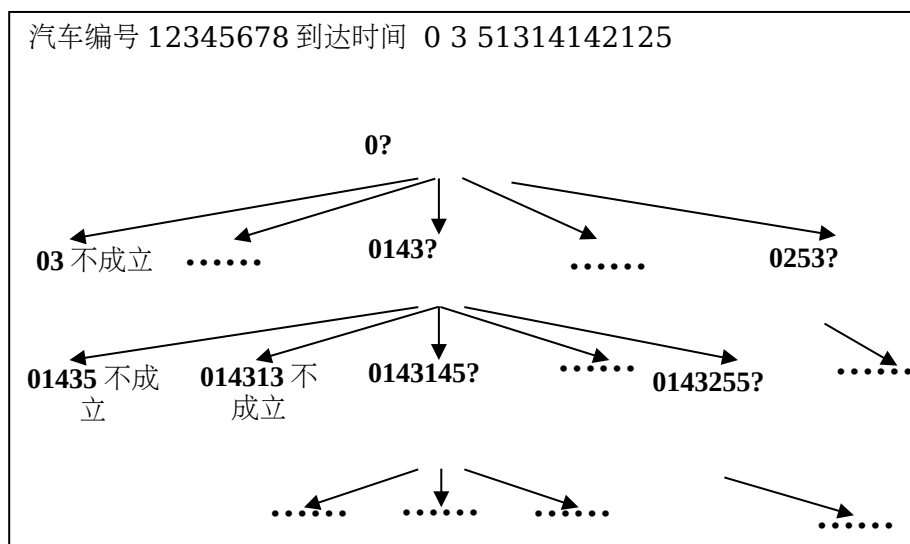 汽车编号 12345678 到达时间 0 3 51314142125
0?
03 不成立 …… 0143? …… 0253?
01435 不成立 014313 不成立 0143145? …… 0143255? ……
…… …… …… ……